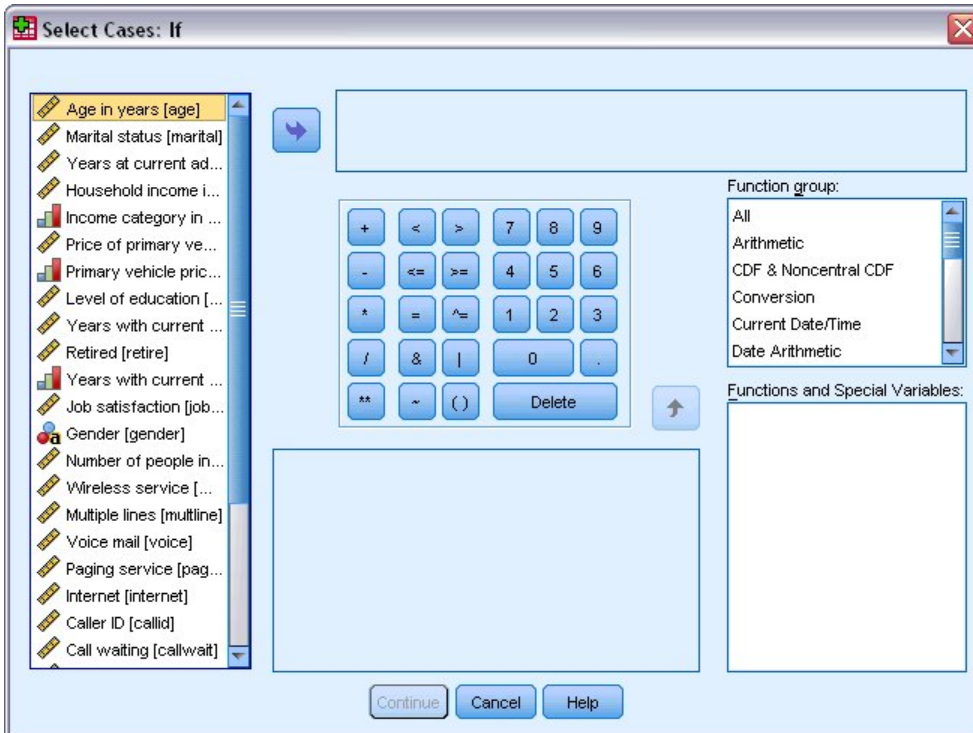 Select Cases: If
Age in years [age]
Marital status [marital]
Years at current ad...
Household income i...
Income category in ...
Price of primary ve...
Primary vehicle pric...
Level of education [...
Years with current ...
Retired [retire]
Years with current ...
Job satisfaction [job...
Gender [gender]
Number of people in...
Wireless service [...
Multiple lines [multline]
Voice mail [voice]
Paging service [pag...
Internet [internet]
Caller ID [callid]
Call waiting [callwait]
+ < > 7 8 9
- <= >= 4 5 6
* = ^= 1 2 3
/ & | 0 .
** ~ ( ) Delete
Function group:
All
Arithmetic
CDF & Noncentral CDF
Conversion
Current Date/Time
Date Arithmetic
Functions and Special Variables:
Continue Cancel Help